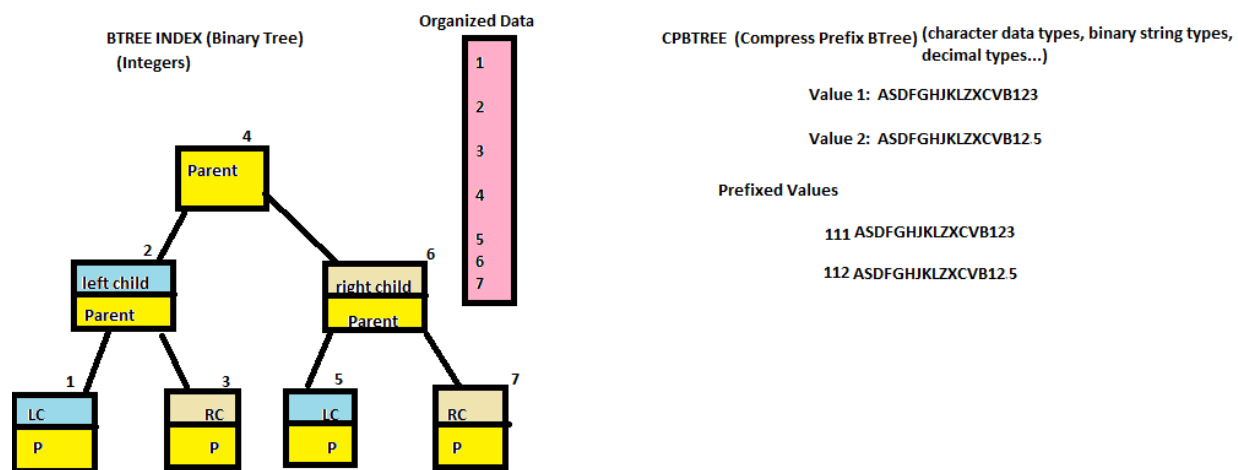 BTREE INDEX (Binary Tree)
(Integers)
4
Parent
2
left child
Parent
6
right child
Parent
1
LC
P
3
RC
P
5
LC
P
7
RC
P
Organized Data
1
2
3
4
5
6
7
CPBTREE (Compress Prefix BTree) (character data types, binary string types,
decimal types...)
Value 1: ASDFGHJKLZXCVB123
Value 2: ASDFGHJKLZXCVB12.5
Prefixed Values
111 ASDFGHJKLZXCVB123
112 ASDFGHJKLZXCVB12.5